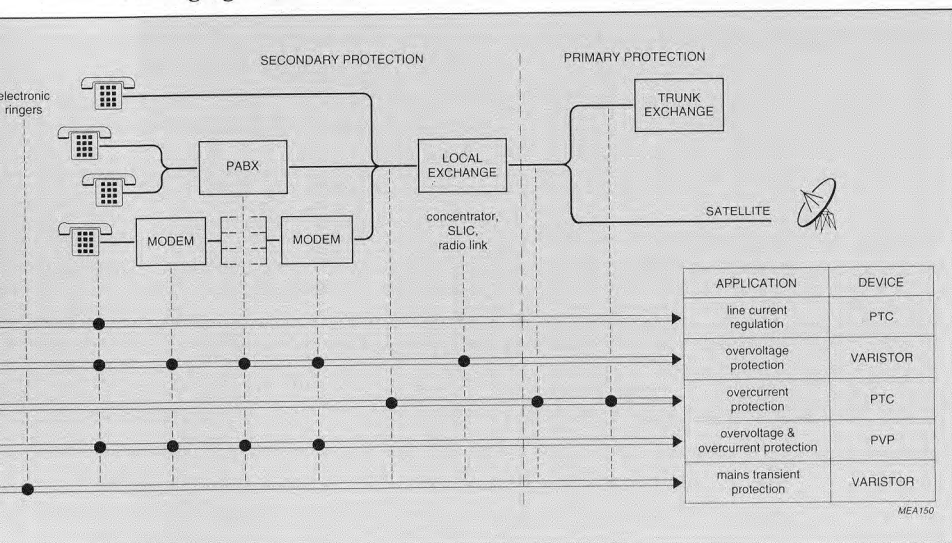 SECONDARY PROTECTION
PRIMARY PROTECTION
electronic
ringers
TRUNK
EXCHANGE
PABX
LOCAL
EXCHANGE
MODEM
MODEM
concentrator,
SLIC,
radio link
SATELLITE
APPLICATION DEVICE
line current
regulation
PTC
overvoltage
protection
VARISTOR
overcurrent
protection
PTC
overvoltage &
overcurrent protection
PVP
mains transient
protection
VARISTOR
MEA150